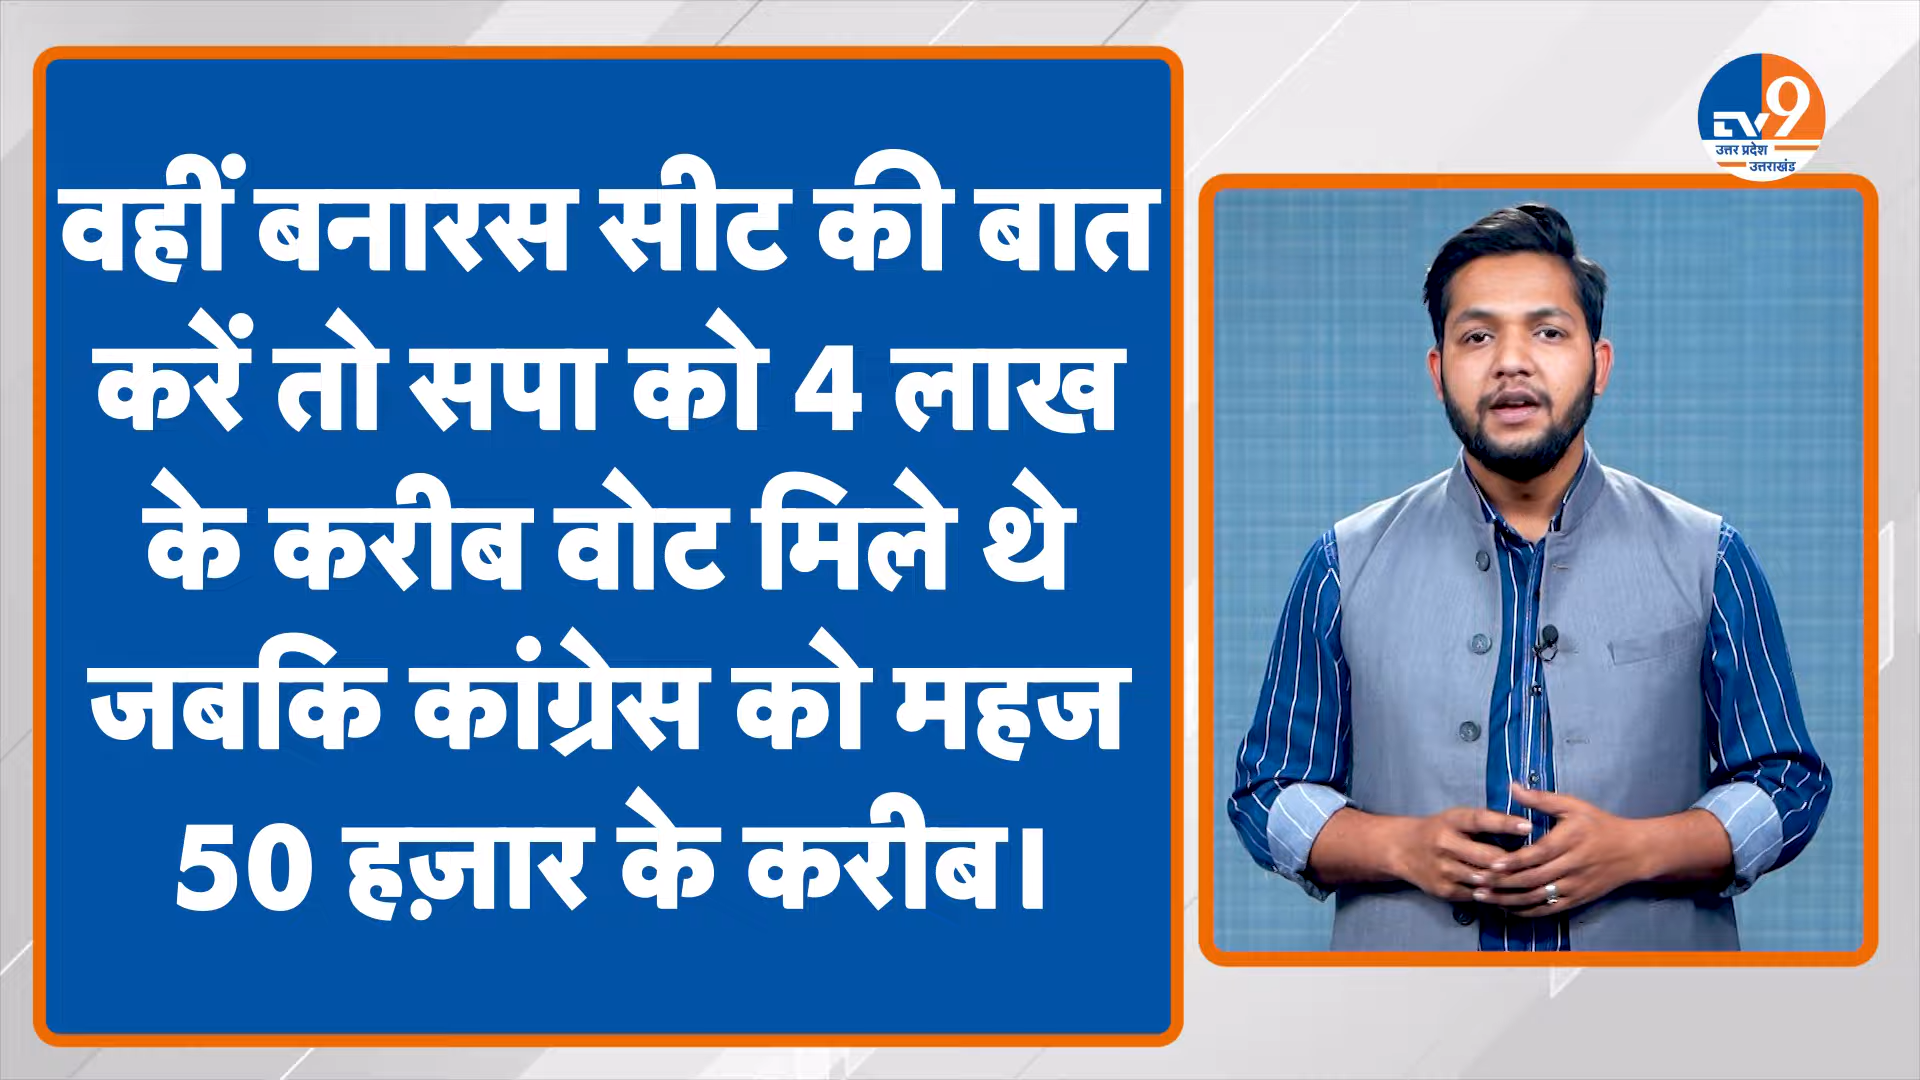 वहीं बनारस सीट की बात
करें तो सपा को 4 लाख
के करीब वोट मिले थे
जबकि कांग्रेस को महज
50 हज़ार के करीब।
TV9
उत्तर प्रदेश
उत्तराखंड